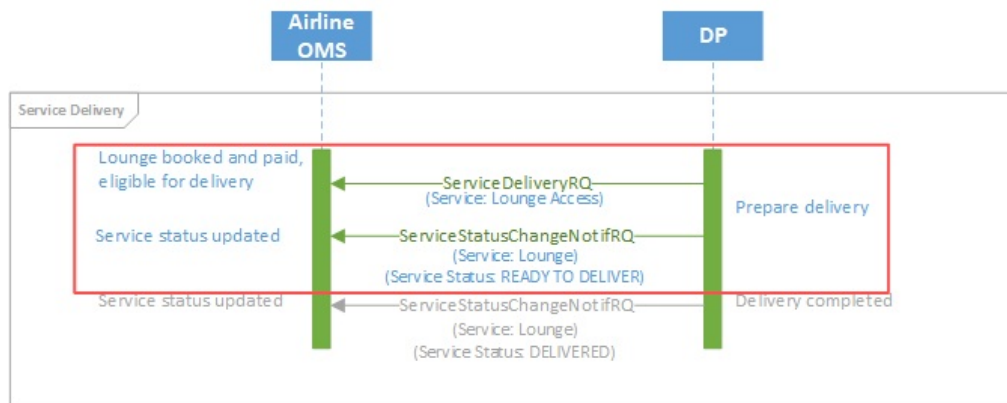 Airline
OMS
DP
Service Delivery
Lounge booked and paid,
eligible for delivery
ServiceDeliveryRQ
(Service: Lounge Access)
Prepare delivery
Service status updated
ServiceStatusChangeNotifRQ
(Service: Lounge)
(Service Status: READY TO DELIVER)
Service status updated
ServiceStatusChangeNotifRQ
Delivery completed
(Service: Lounge)
(Service Status: DELIVERED)